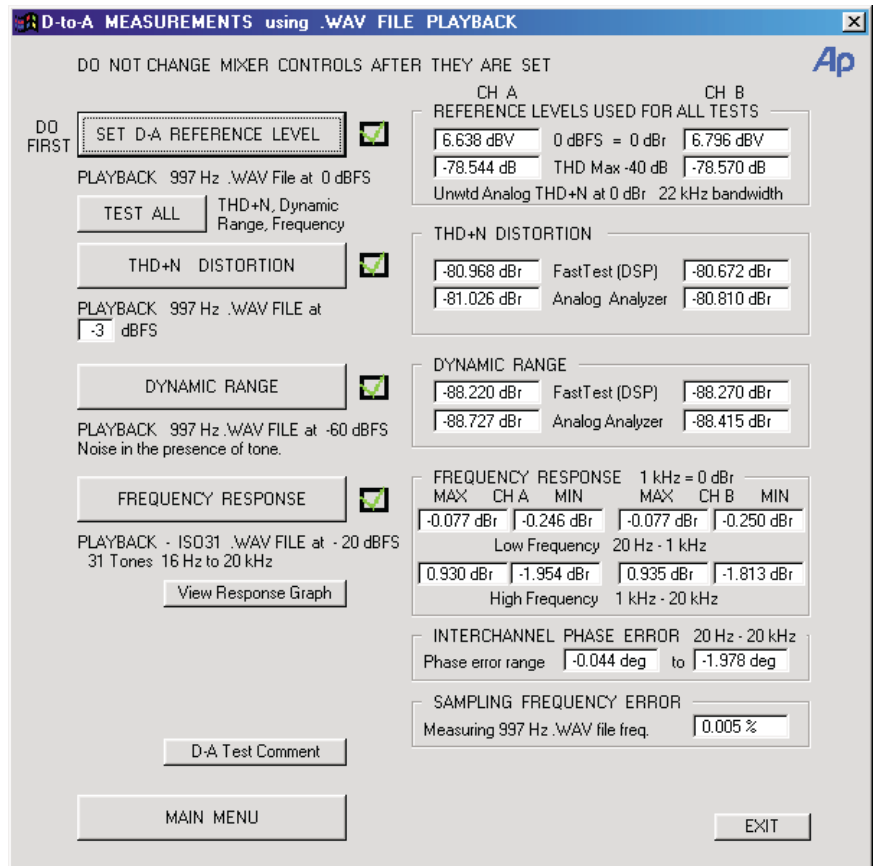 D-to-A MEASUREMENTS using .WAV FILE PLAYBACK
DO NOT CHANGE MIXER CONTROLS AFTER THEY ARE SET
Ap
DO FIRST
SET D-A REFERENCE LEVEL
PLAYBACK 997 Hz .WAV File at 0 dBFS
TEST ALL
THD+N, Dynamic
Range, Frequency
THD+N DISTORTION
PLAYBACK 997 Hz .WAV FILE at
-3 dBFS
DYNAMIC RANGE
PLAYBACK 997 Hz .WAV FILE at -60 dBFS
Noise in the presence of tone.
FREQUENCY RESPONSE
PLAYBACK - ISO31 .WAV FILE at - 20 dBFS
31 Tones 16 Hz to 20 kHz
View Response Graph
D-A Test Comment
MAIN MENU
CH A CH B
REFERENCE LEVELS USED FOR ALL TESTS
6.638 dBV 0 dBFS = 0 dBr 6.796 dBV
-78.544 dB THD Max -40 dB -78.570 dB
Unwtd Analog THD+N at 0 dBr 22 kHz bandwidth
THD+N DISTORTION
-80.968 dBr FastTest (DSP) -80.672 dBr
-81.026 dBr Analog Analyzer -80.810 dBr
DYNAMIC RANGE
-88.220 dBr FastTest (DSP) -88.270 dBr
-88.727 dBr Analog Analyzer -88.415 dBr
FREQUENCY RESPONSE 1 kHz = 0 dBr
MAX CH A MIN MAX CH B MIN
-0.077 dBr -0.246 dBr -0.077 dBr -0.250 dBr
Low Frequency 20 Hz - 1 kHz
0.930 dBr -1.954 dBr 0.935 dBr -1.813 dBr
High Frequency 1 kHz - 20 kHz
INTERCHANNEL PHASE ERROR 20 Hz - 20 kHz
Phase error range -0.044 deg to -1.978 deg
SAMPLING FREQUENCY ERROR
Measuring 997 Hz .WAV file freq. 0.005 %
EXIT